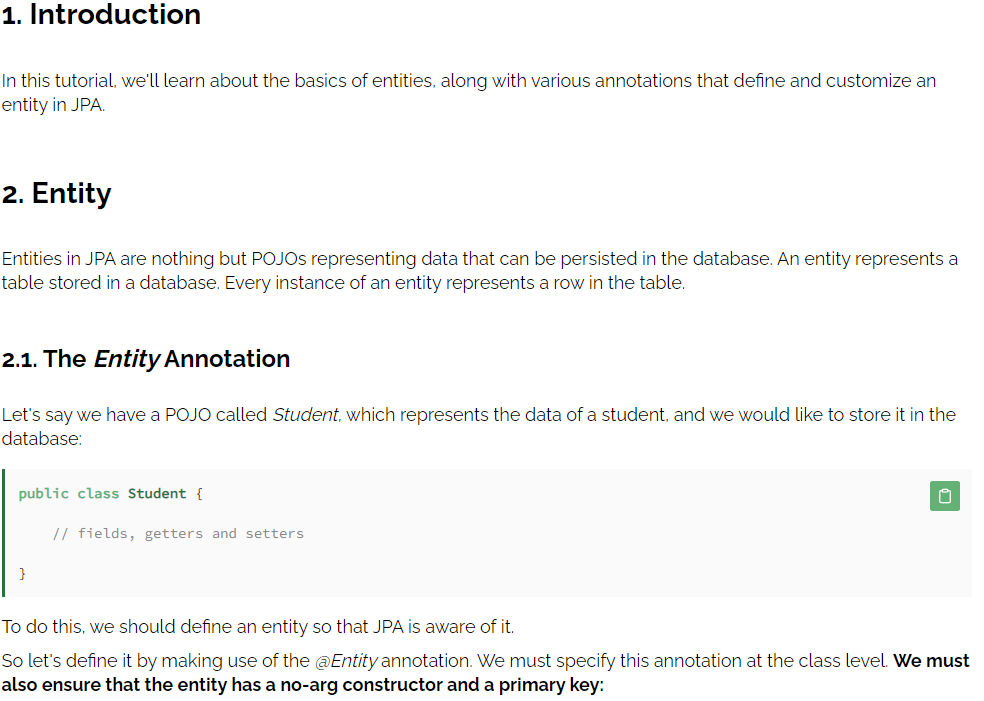 1. Introduction
In this tutorial, we'll learn about the basics of entities, along with various annotations that define and customize an
entity in JPA.
2. Entity
Entities in JPA are nothing but POJOs representing data that can be persisted in the database. An entity represents a
table stored in a database. Every instance of an entity represents a row in the table.
2.1. The Entity Annotation
Let's say we have a POJO called Student, which represents the data of a student, and we would like to store it in the
database:
public class Student {
    // fields, getters and setters
}
To do this, we should define an entity so that JPA is aware of it.
So let's define it by making use of the @Entity annotation. We must specify this annotation at the class level. We must
also ensure that the entity has a no-arg constructor and a primary key: